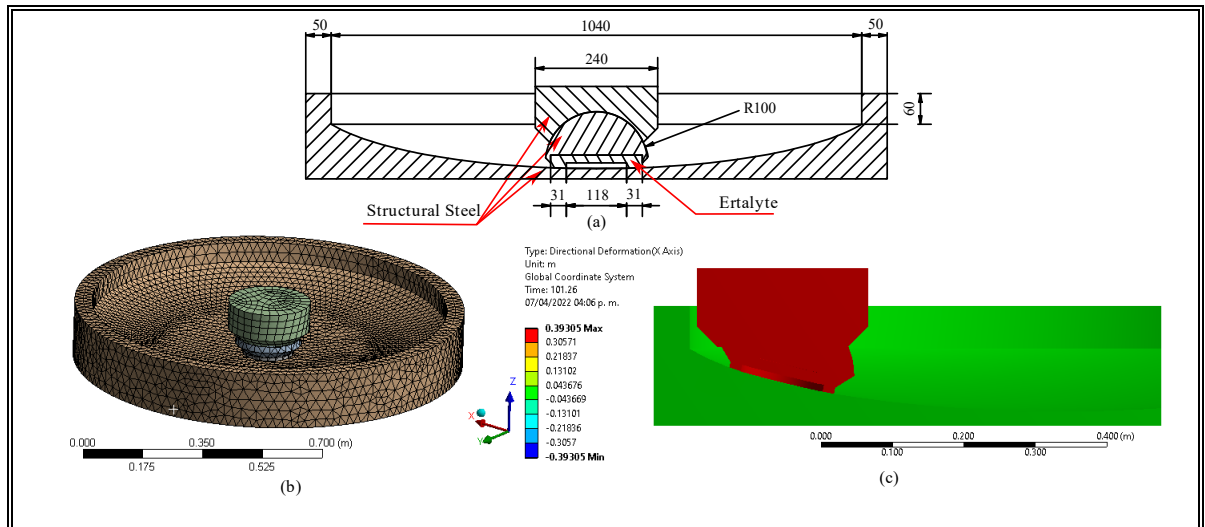 50
1040
50
240
R100
60
31
118
31
Structural Steel
Ertalyte
(a)
Type: Directional Deformation(X Axis)
Unit: m
Global Coordinate System
Time: 101.26
07/04/2022 04:06 p. m.
0.39305 Max
0.30571
0.21837
0.13102
0.043676
-0.043669
-0.13101
-0.21836
-0.3057
-0.39305 Min
Z
X
Y
0.000
0.350
0.700 (m)
0.175
0.525
(b)
0.000
0.200
0.400 (m)
0.100
0.300
(c)